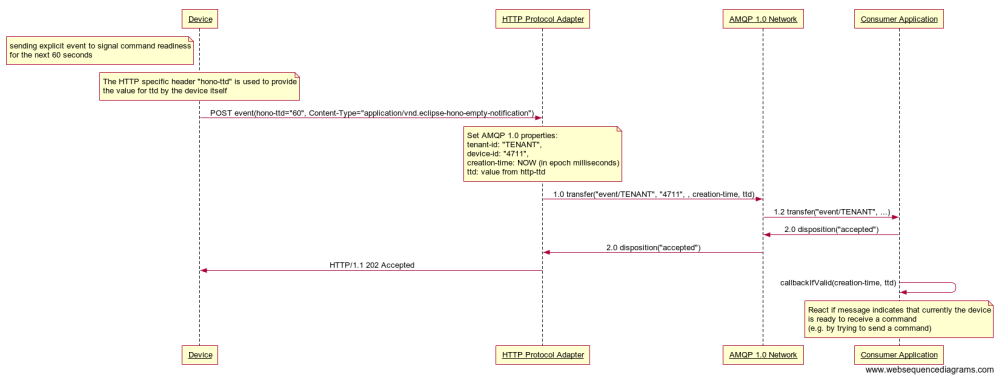 Device
HTTP Protocol Adapter
AMQP 1.0 Network
Consumer Application
sending explicit event to signal command readiness
for the next 60 seconds
The HTTP specific header "hono-ttd" is used to provide
the value for ttd by the device itself
POST event(hono-ttd="60", Content-Type="application/vnd.eclipse-hono-empty-notification")
Set AMQP 1.0 properties:
tenant-id: "TENANT",
device-id: "4711",
creation-time: NOW (in epoch milliseconds)
ttd: value from http-ttd
1.0 transfer("event/TENANT", "4711", , creation-time, ttd)
1.2 transfer("event/TENANT", ...)
2.0 disposition("accepted")
2.0 disposition("accepted")
HTTP/1.1 202 Accepted
callbackIfValid(creation-time, ttd)
React if message indicates that currently the device
is ready to receive a command
(e.g. by trying to send a command)
Device
HTTP Protocol Adapter
AMQP 1.0 Network
Consumer Application
www.websequencediagrams.com